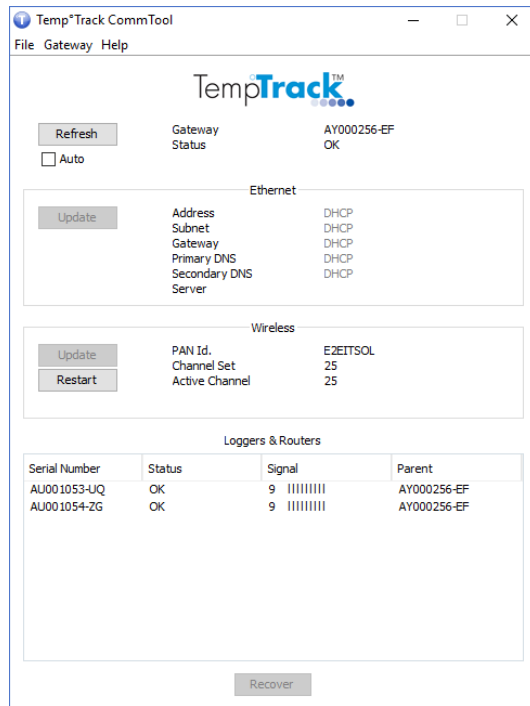 Temp°Track CommTool
File Gateway Help
TempTrack™
Refresh Gateway AY000256-EF
Auto Status OK
Ethernet
Update Address DHCP
Subnet DHCP
Gateway DHCP
Primary DNS DHCP
Secondary DNS DHCP
Server
Wireless
Update PAN Id. E2EITSOL
Channel Set 25
Restart Active Channel 25
Loggers & Routers
Serial Number Status Signal Parent
AU001053-UQ OK 9 ||||||||| AY000256-EF
AU001054-ZG OK 9 ||||||||| AY000256-EF
Recover